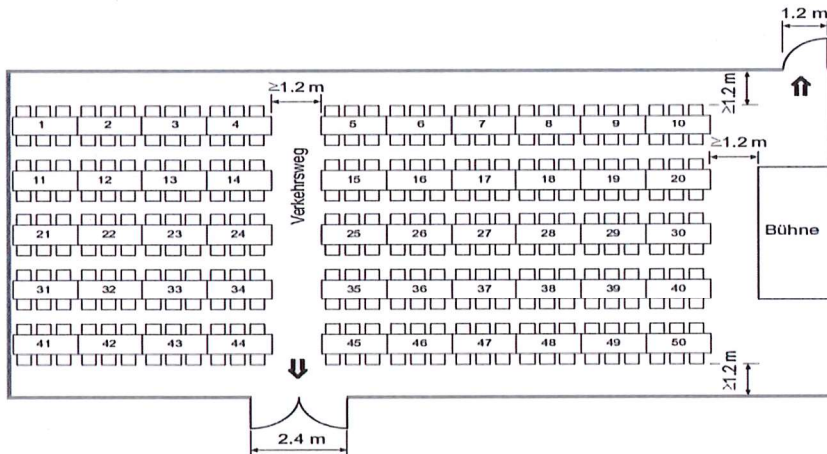 1.2 m
≥1.2 m
≥1.2 m
1 2 3 4 5 6 7 8 9 10
≥1.2 m
11 12 13 14 15 16 17 18 19 20
Verkehrsweg
21 22 23 24 25 26 27 28 29 30
Bühne
31 32 33 34 35 36 37 38 39 40
41 42 43 44 45 46 47 48 49 50
≥1.2 m
2.4 m